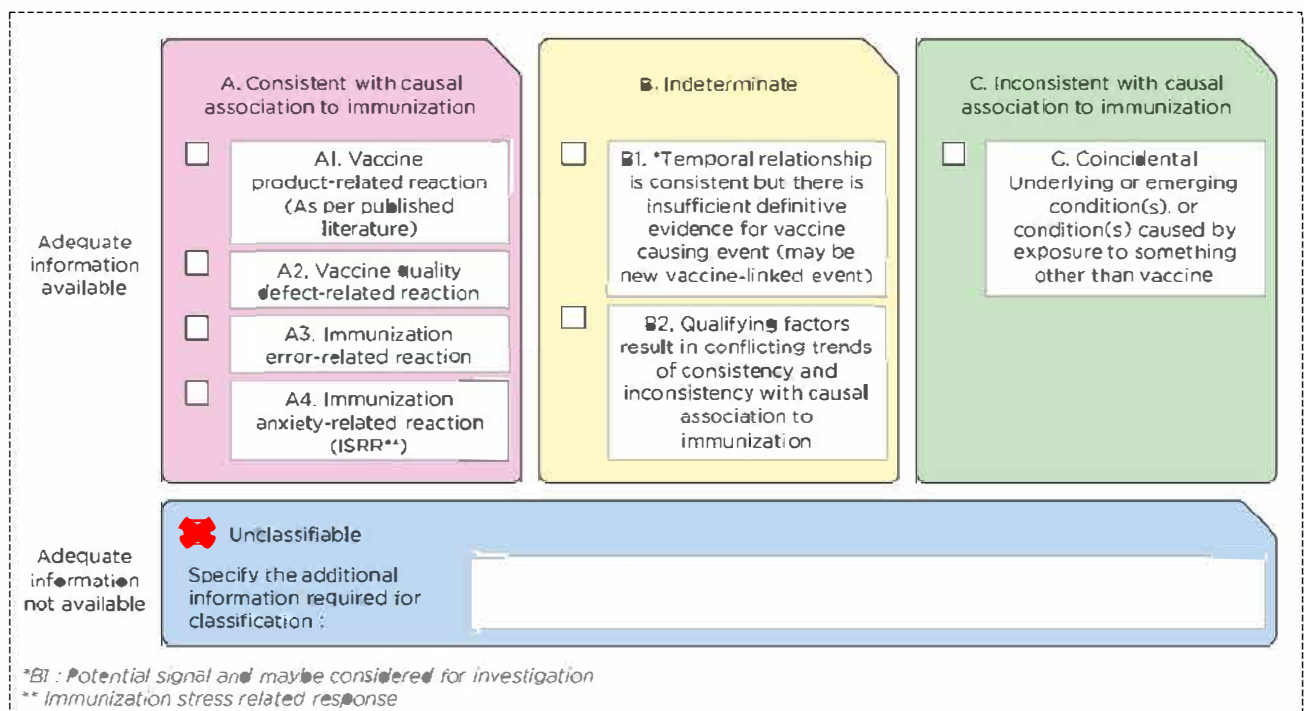 A. Consistent with causal
association to immunization
A1. Vaccine
product-related reaction
(As per published
literature)
A2. Vaccine quality
defect-related reaction
A3. Immunization
error-related reaction
A4. Immunization
anxiety-related reaction
(ISRR**)
B. Indeterminate
B1. *Temporal relationship
is consistent but there is
insufficient definitive
evidence for vaccine
causing event (may be
new vaccine-linked event)
B2. Qualifying factors
result in conflicting trends
of consistency and
inconsistency with causal
association to
immunization
C. Inconsistent with causal
association to immunization
C. Coincidental
Underlying or emerging
condition(s), or
condition(s) caused by
exposure to something
other than vaccine
Adequate
information
available
Adequate
information
not available
Unclassifiable
Specify the additional
information required for
classification :
*B1 : Potential signal and maybe considered for investigation
** Immunization stress related response